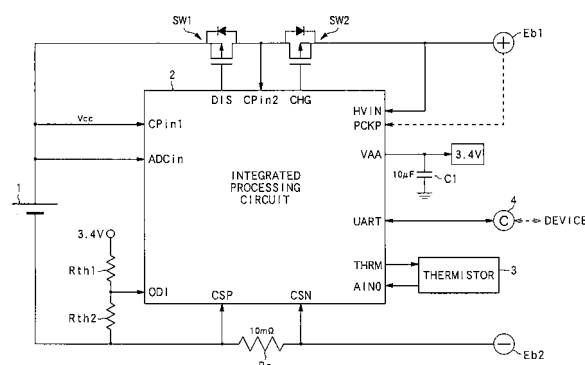 SW1
SW2
Eb1
+
2
DIS
CPin2
CHG
HVIN
PCKP
Vcc
CPin1
ADCin
VAA
3.4V
10μF
C1
INTEGRATED
PROCESSING
CIRCUIT
1
UART
4
C
DEVICE
3.4V
Rth1
ODI
Rth2
CSP
CSN
THRM
AIN0
THERMISTOR
3
10mΩ
−
Eb2